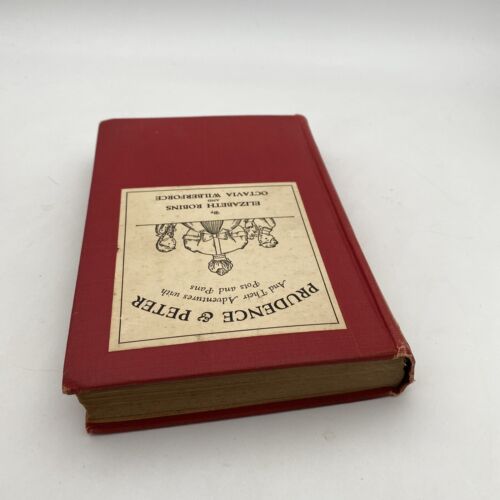 PRUDENCE & PETER
And Their Adventures with
Pots and Pans
By
ELIZABETH ROBINS
AND
OCTAVIA WILBERFORCE